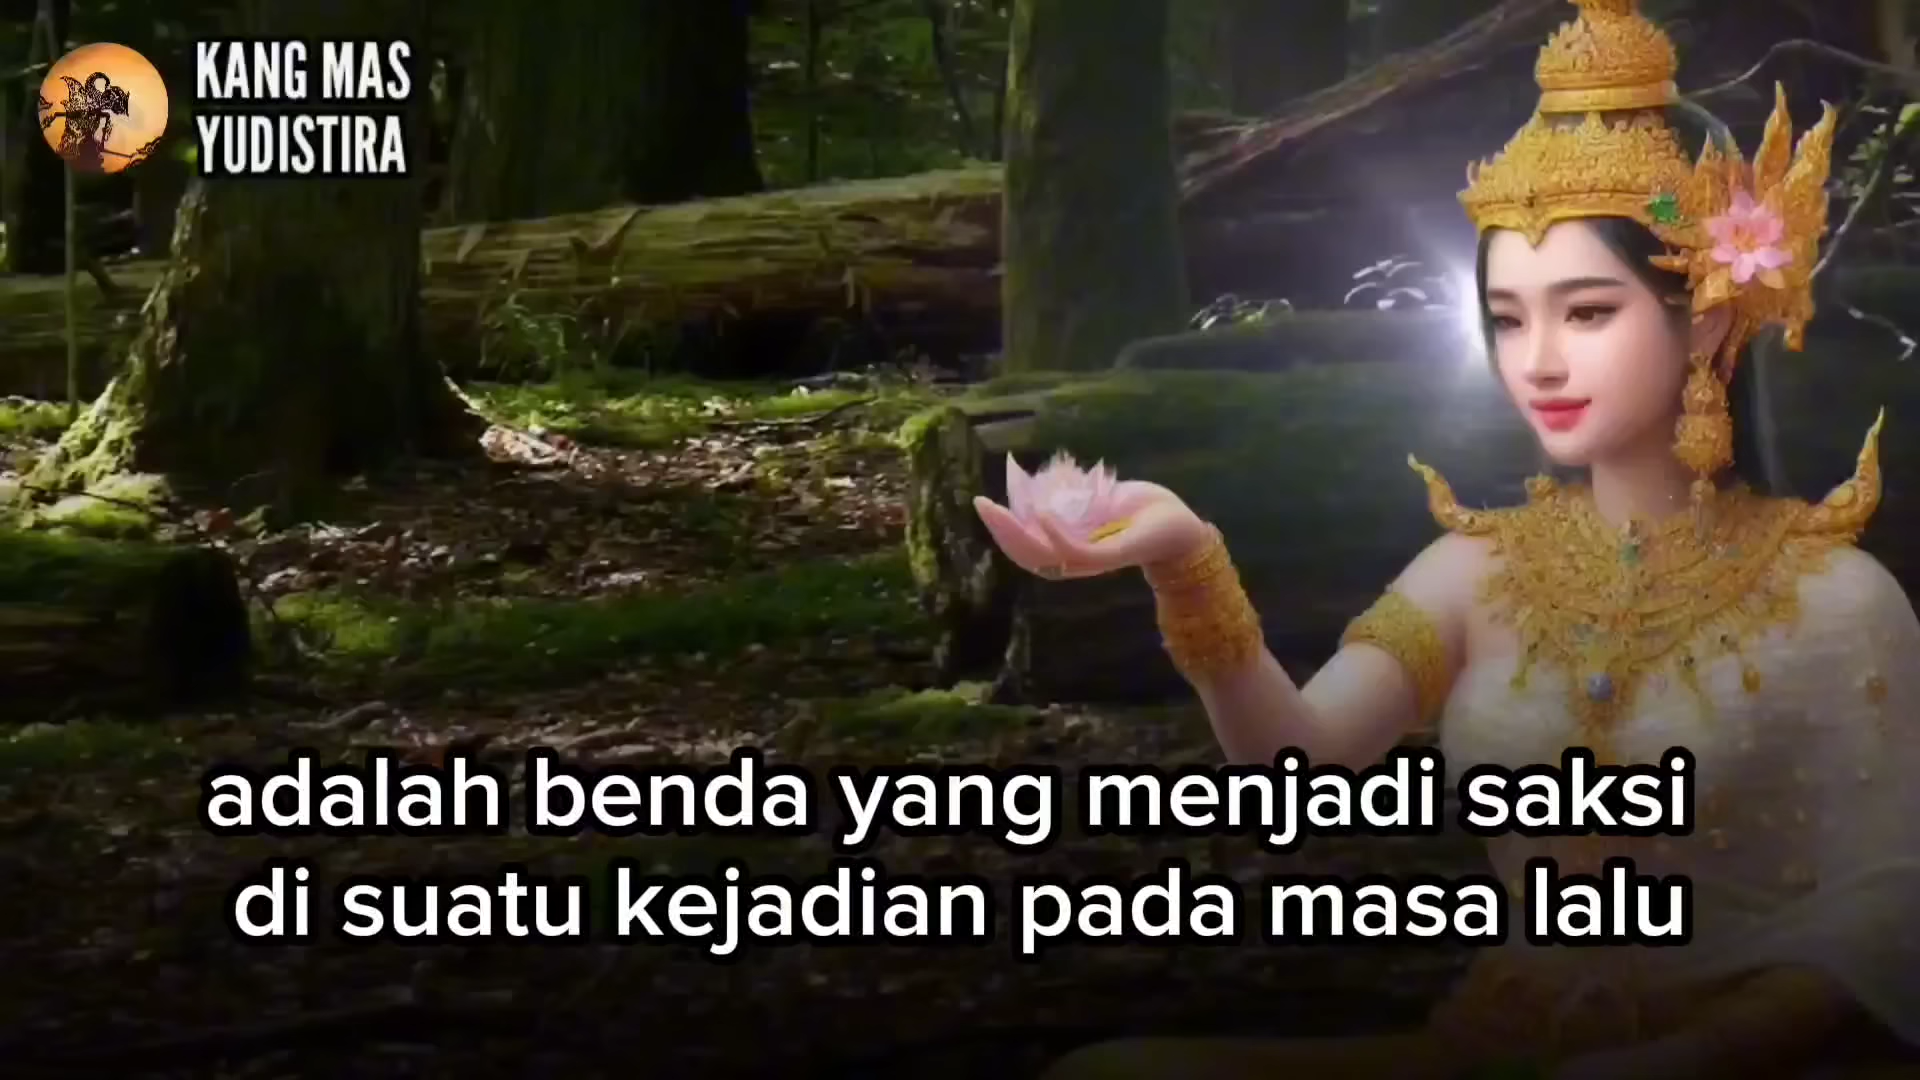 KANG MAS
YUDISTIRA
adalah benda yang menjadi saksi
di suatu kejadian pada masa lalu